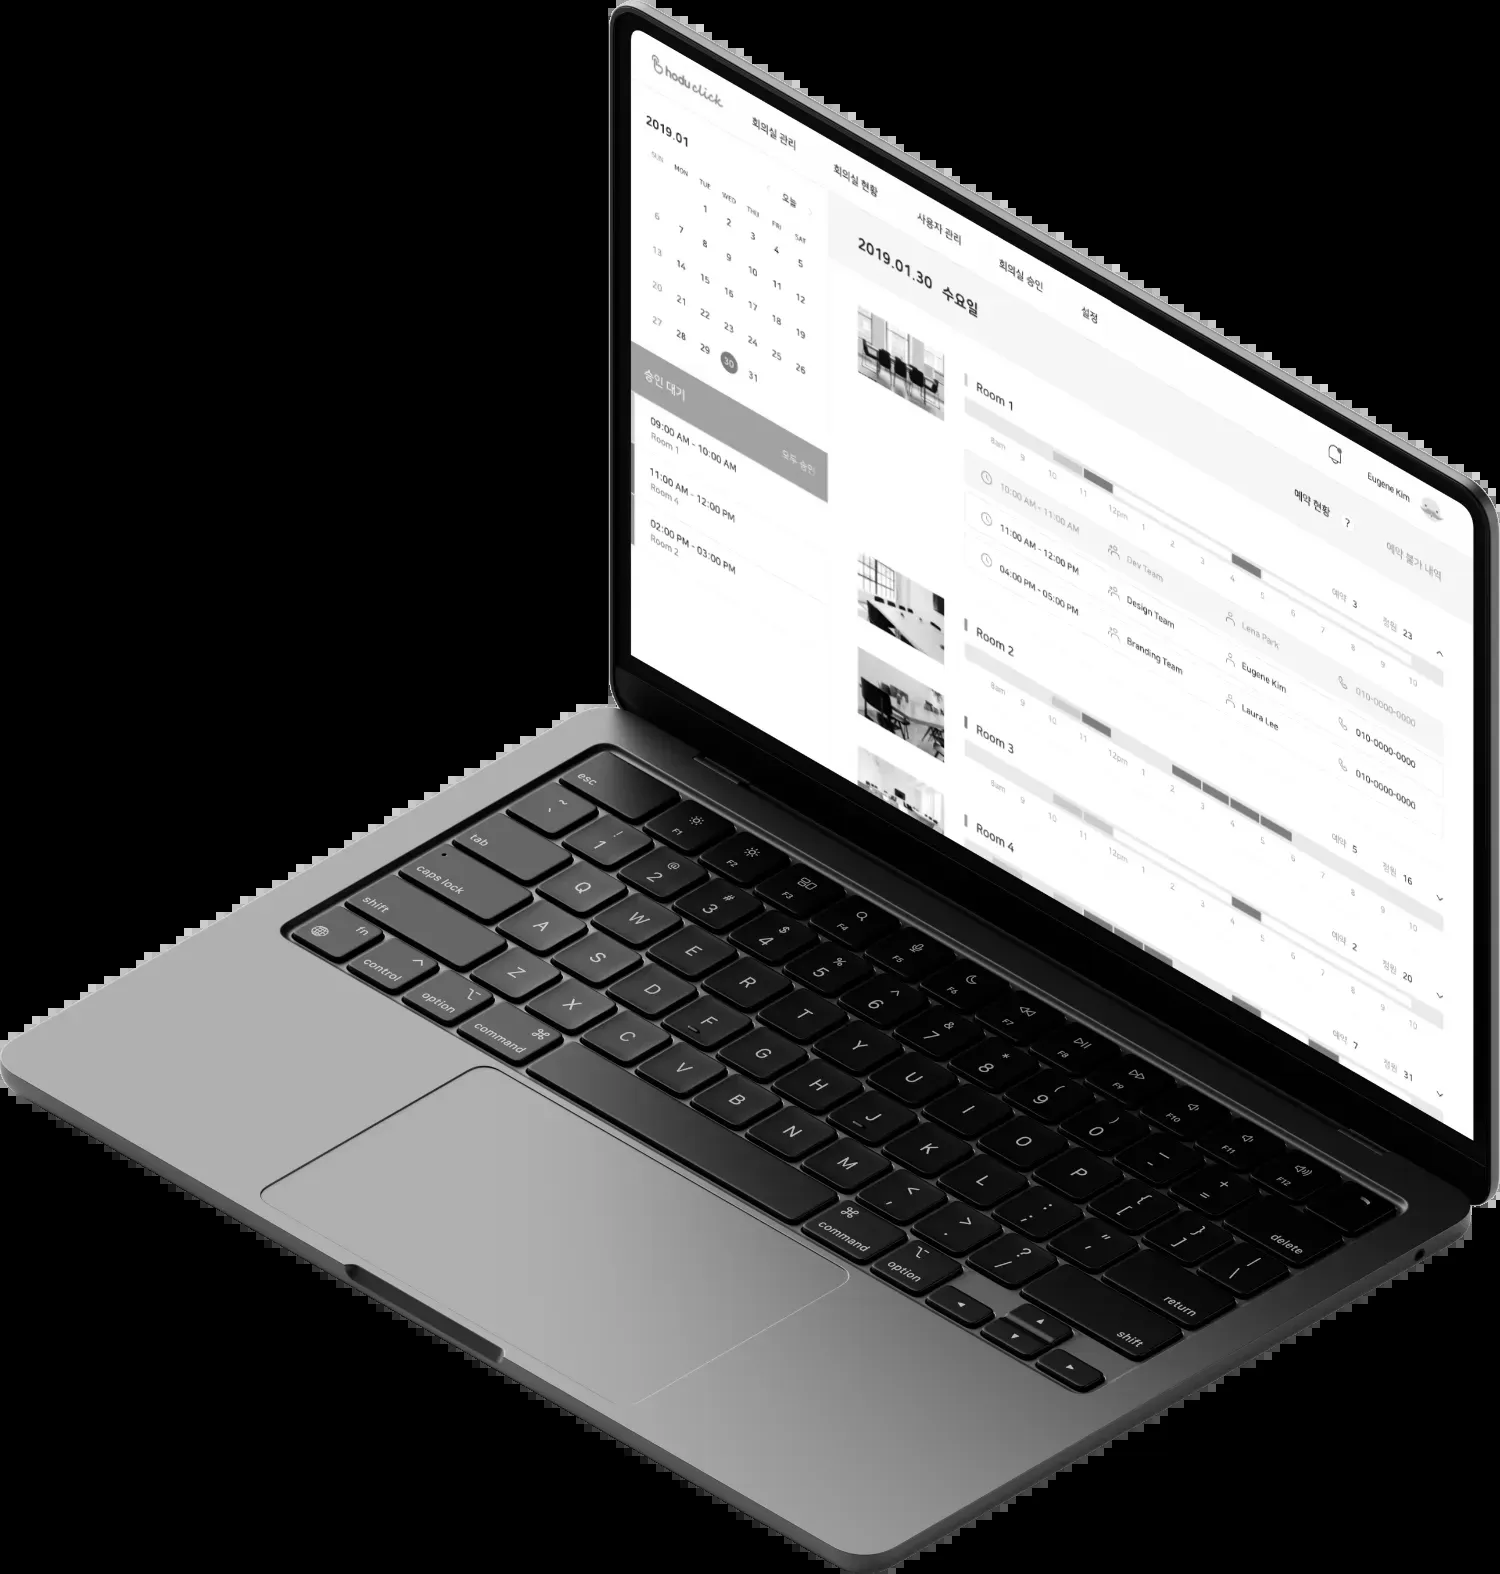 hoduclick
회의실 관리
회의실 현황
사용자 관리
회의실 승인
설정
Eugene Kim
2019.01
오늘
SUN MON TUE WED THU FRI SAT
1 2 3 4 5
6 7 8 9 10 11 12
13 14 15 16 17 18 19
20 21 22 23 24 25 26
27 28 29 30 31
승인 대기
모두 승인
09:00 AM - 10:00 AM
Room 1
11:00 AM - 12:00 PM
Room 4
02:00 PM - 03:00 PM
Room 2
2019.01.30 수요일
예약 현황 ?
예약 불가 내역
Room 1
예약 3 정원 23
8am 9 10 11 12pm 1 2 3 4 5 6 7 8 9 10
10:00 AM - 11:00 AM Dev Team Lena Park 010-0000-0000
11:00 AM - 12:00 PM Design Team Eugene Kim 010-0000-0000
04:00 PM - 05:00 PM Branding Team Laura Lee 010-0000-0000
Room 2
예약 5 정원 16
8am 9 10 11 12pm 1 2 3 4 5 6 7 8 9 10
Room 3
예약 2 정원 20
8am 9 10 11 12pm 1 2 3 4 5 6 7 8 9 10
Room 4
예약 7 정원 31
esc F1 F2 F3 F4 F5 F6 F7 F8 F9 F10 F11 F12
~ ! @ # $ % ^ & * ( ) _ +
` 1 2 3 4 5 6 7 8 9 0 - = delete
tab Q W E R T Y U I O P { [ } ] | \
caps lock A S D F G H J K L : ; " ' return
shift Z X C V B N M < , > . ? / shift
fn control option command command option